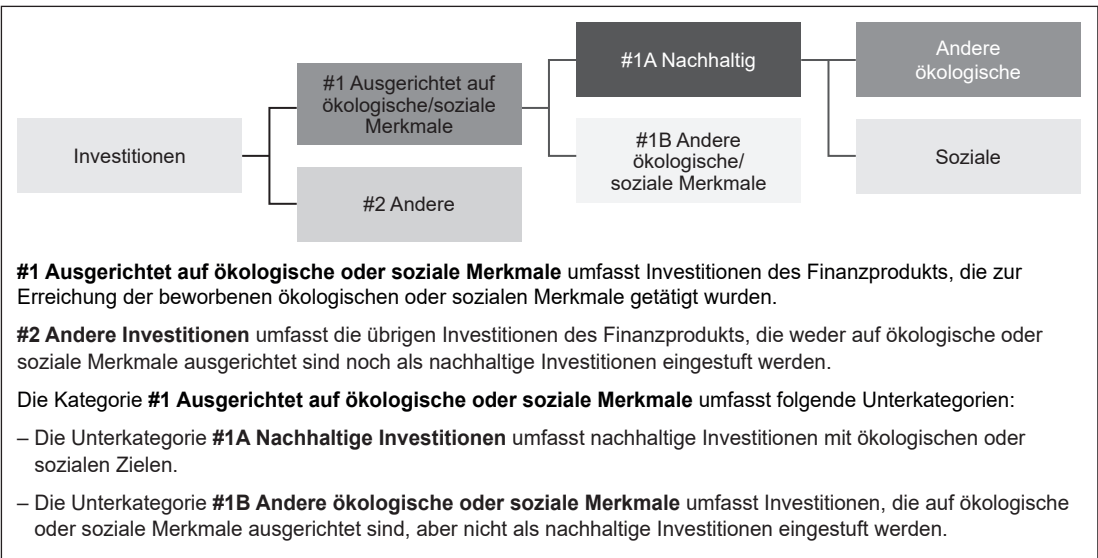 Investitionen
#1 Ausgerichtet auf
ökologische/soziale
Merkmale
#2 Andere
#1A Nachhaltig
#1B Andere
ökologische/
soziale Merkmale
Andere
ökologische
Soziale
#1 Ausgerichtet auf ökologische oder soziale Merkmale umfasst Investitionen des Finanzprodukts, die zur
Erreichung der beworbenen ökologischen oder sozialen Merkmale getätigt wurden.
#2 Andere Investitionen umfasst die übrigen Investitionen des Finanzprodukts, die weder auf ökologische oder
soziale Merkmale ausgerichtet sind noch als nachhaltige Investitionen eingestuft werden.
Die Kategorie #1 Ausgerichtet auf ökologische oder soziale Merkmale umfasst folgende Unterkategorien:
– Die Unterkategorie #1A Nachhaltige Investitionen umfasst nachhaltige Investitionen mit ökologischen oder
sozialen Zielen.
– Die Unterkategorie #1B Andere ökologische oder soziale Merkmale umfasst Investitionen, die auf ökologische
oder soziale Merkmale ausgerichtet sind, aber nicht als nachhaltige Investitionen eingestuft werden.